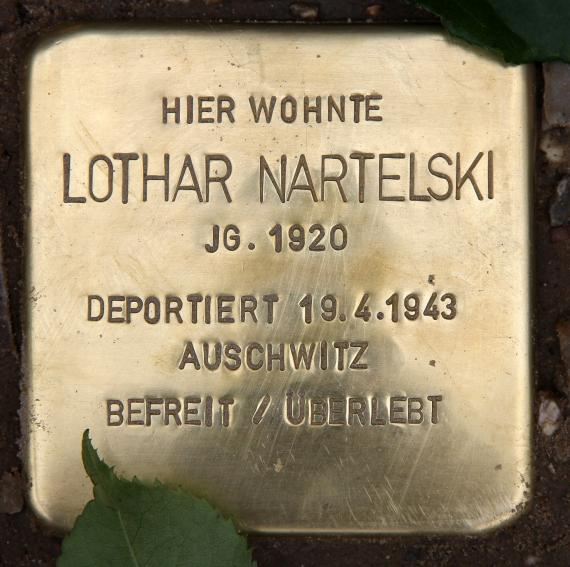 HIER WOHNTE
LOTHAR NARTELSKI
JG. 1920
DEPORTIERT 19.4.1943
AUSCHWITZ
BEFREIT / ÜBERLEBT